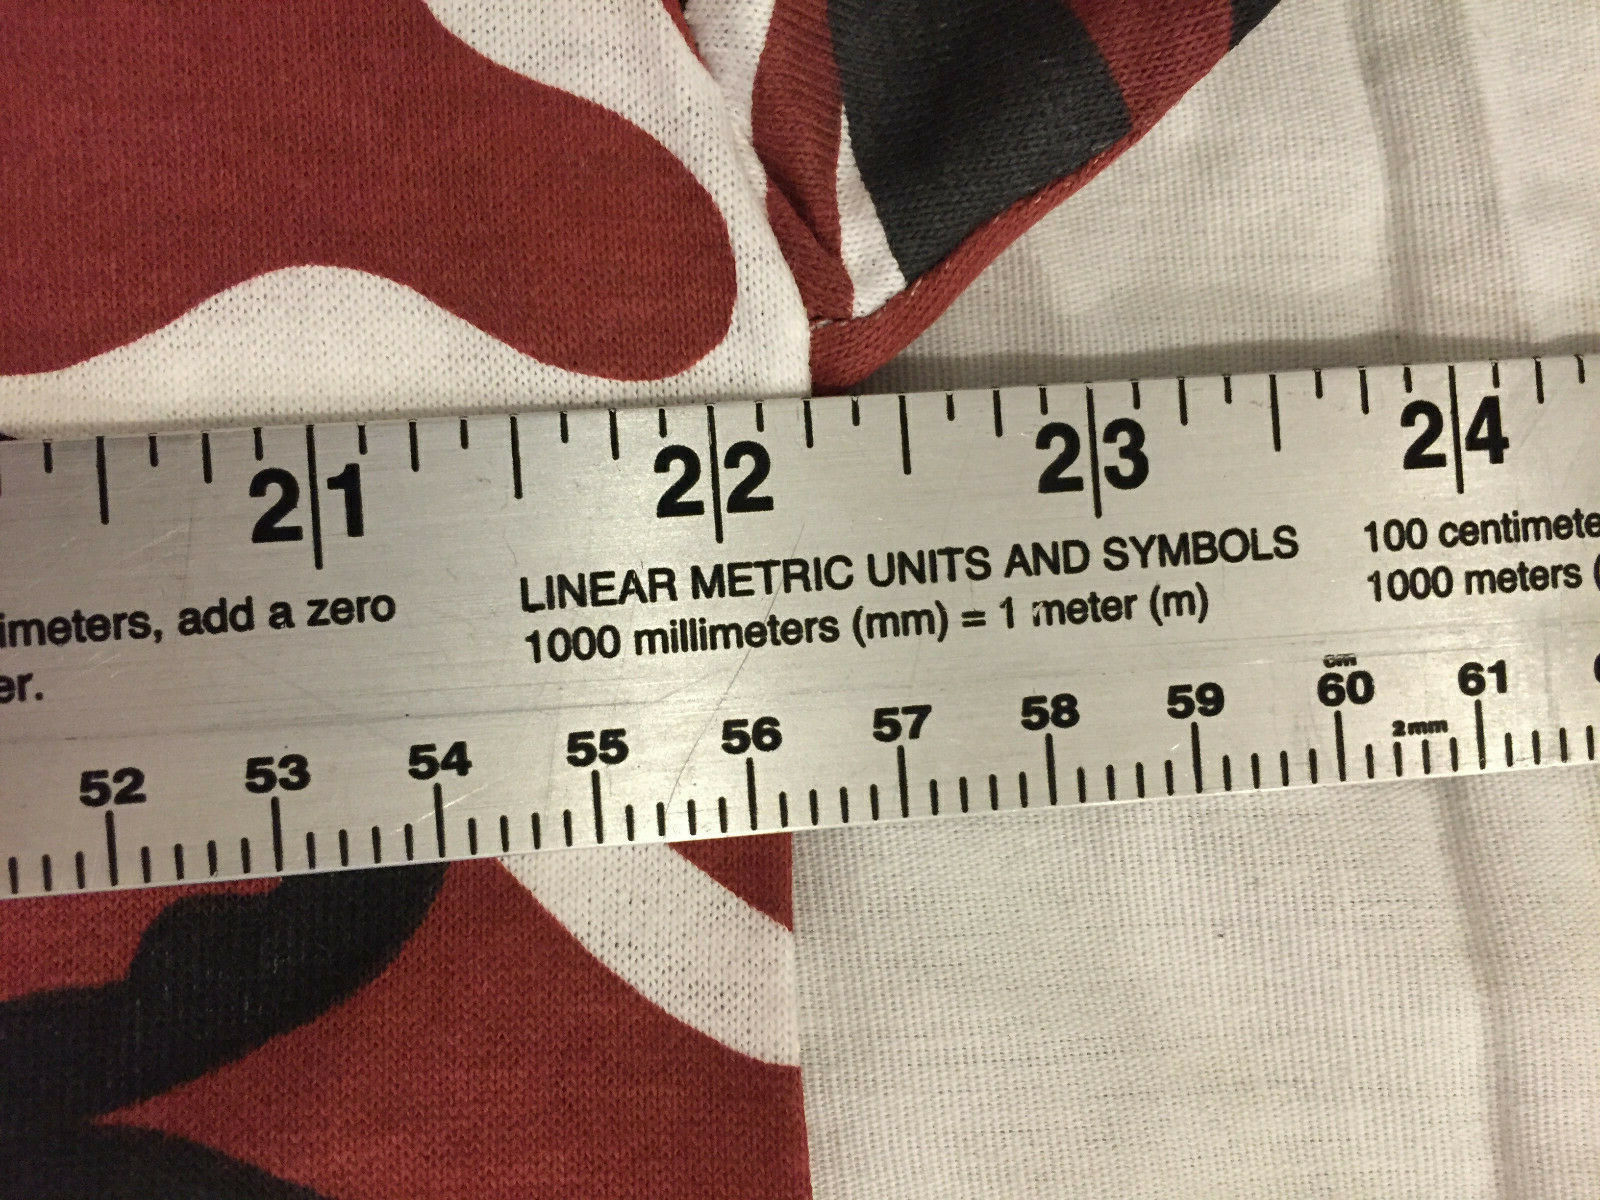 21 22 23 24
LINEAR METRIC UNITS AND SYMBOLS
1000 millimeters (mm) = 1 meter (m)
100 centimete
1000 meters (
imeters, add a zero
er.
cm
52 53 54 55 56 57 58 59 60 61
2mm